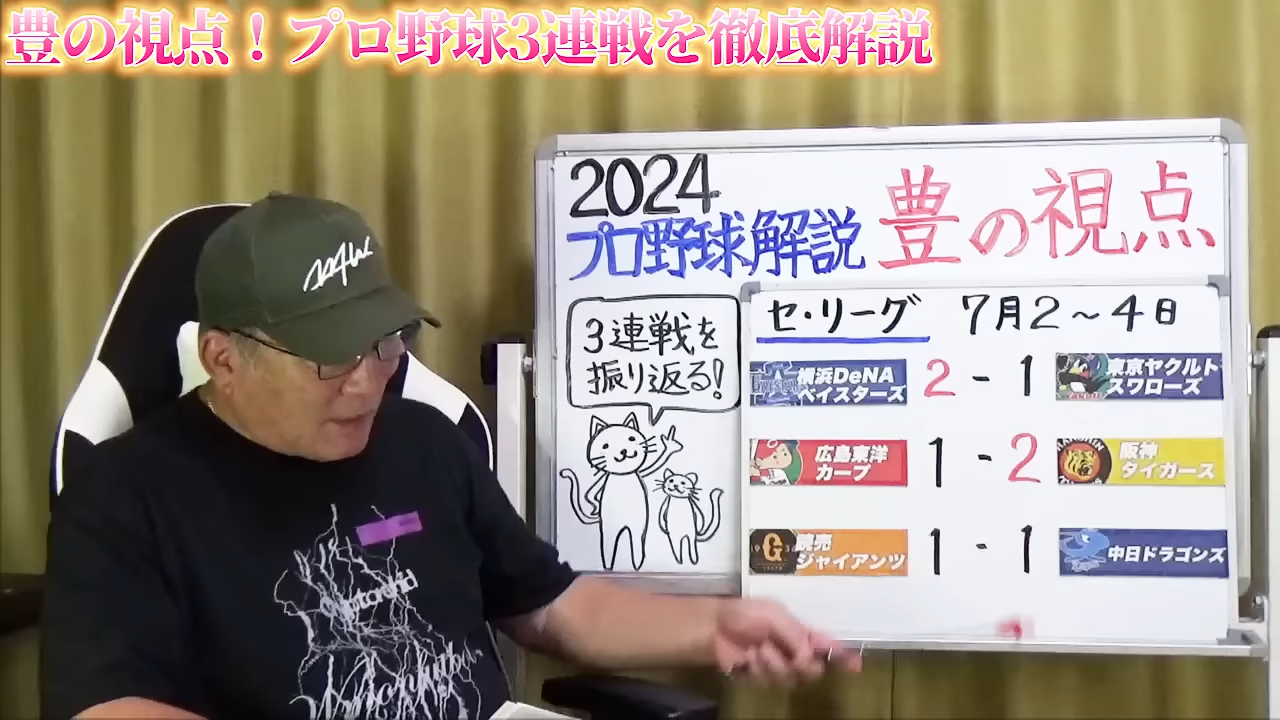 豊の視点！プロ野球3連戦を徹底解説
2024
プロ野球解説 豊の視点
セ・リーグ 7月2～4日
3連戦を
振り返る!
横浜DeNA
ベイスターズ
2 - 1
東京ヤクルト
スワローズ
広島東洋
カープ
1 - 2
阪神
タイガース
読売
ジャイアンツ
1 - 1
中日ドラゴンズ